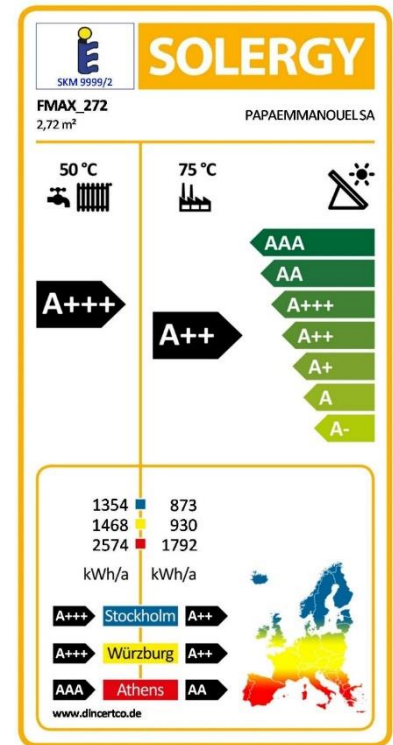 SKM 9999/2
SOLERGY
FMAX_272
2,72 m²
PAPAEMMANOUEL SA
50 °C 75 °C
AAA
AA
A+++
A++
A+
A
A-
A+++
A++
1354 873
1468 930
2574 1792
kWh/a kWh/a
A+++ Stockholm A++
A+++ Würzburg A++
AAA Athens AA
www.dincertco.de